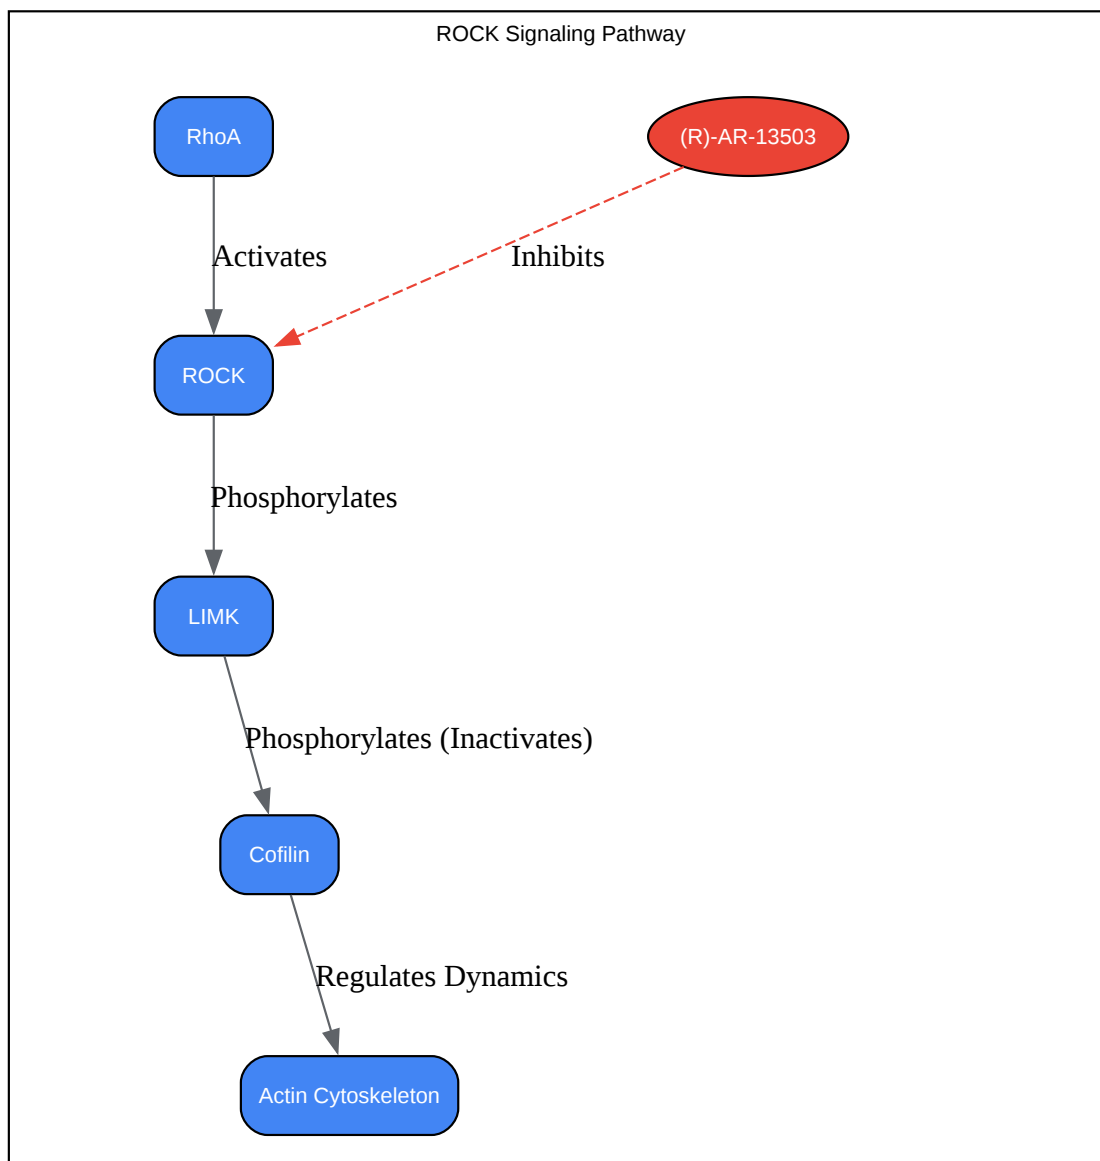 ROCK Signaling Pathway
RhoA
(R)-AR-13503
Activates
Inhibits
ROCK
Phosphorylates
LIMK
Phosphorylates (Inactivates)
Cofilin
Regulates Dynamics
Actin Cytoskeleton